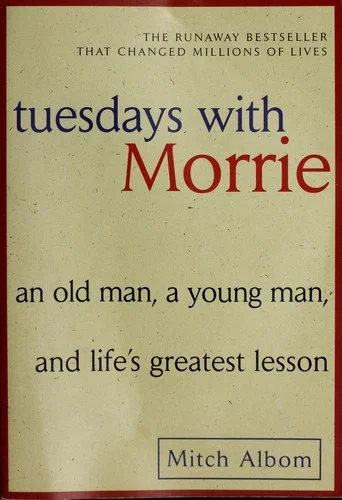 THE RUNAWAY BESTSELLER
THAT CHANGED MILLIONS OF LIVES
tuesdays with
Morrie
an old man, a young man,
and life's greatest lesson
Mitch Albom